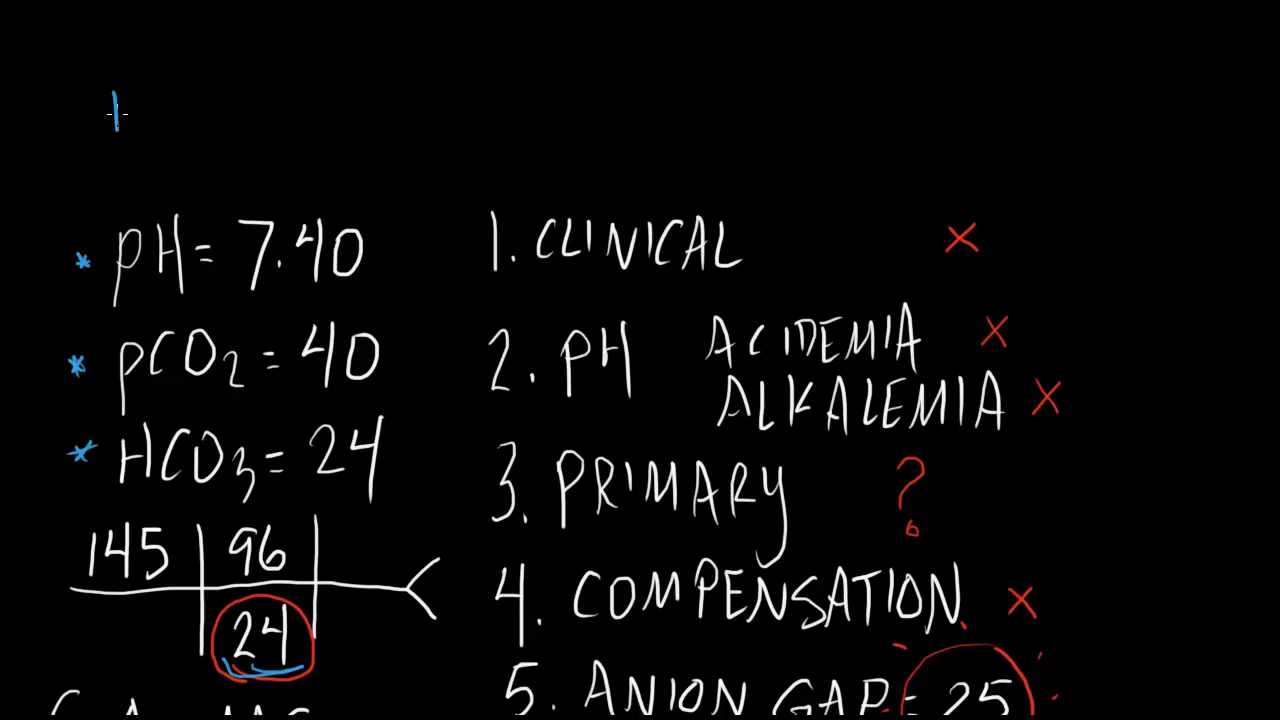 * pH = 7.40
* pCO2 = 40
* HCO3 = 24
145 96
24
1. CLINICAL X
2. PH ACIDEMIA X
ALKALEMIA X
3. PRIMARY ?
4. COMPENSATION X
5. ANION GAP = 25